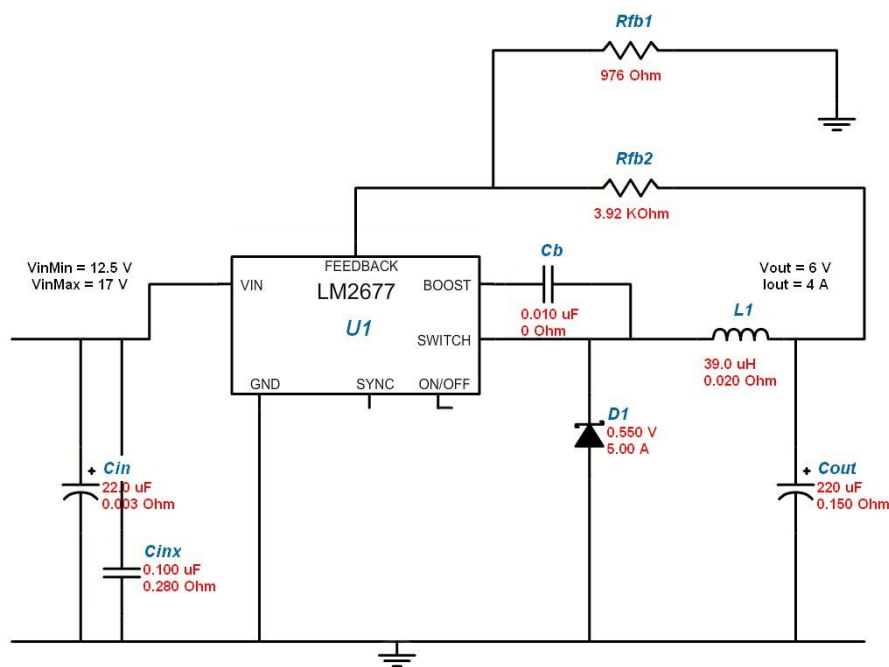 Rfb1
976 Ohm
Rfb2
3.92 KOhm
VinMin = 12.5 V
VinMax = 17 V
FEEDBACK
VIN
LM2677
BOOST
U1
SWITCH
GND
SYNC
ON/OFF
Cb
0.010 uF
0 Ohm
Vout = 6 V
Iout = 4 A
L1
39.0 uH
0.020 Ohm
D1
0.550 V
5.00 A
+ Cin
22.0 uF
0.003 Ohm
Cinx
0.100 uF
0.280 Ohm
+ Cout
220 uF
0.150 Ohm